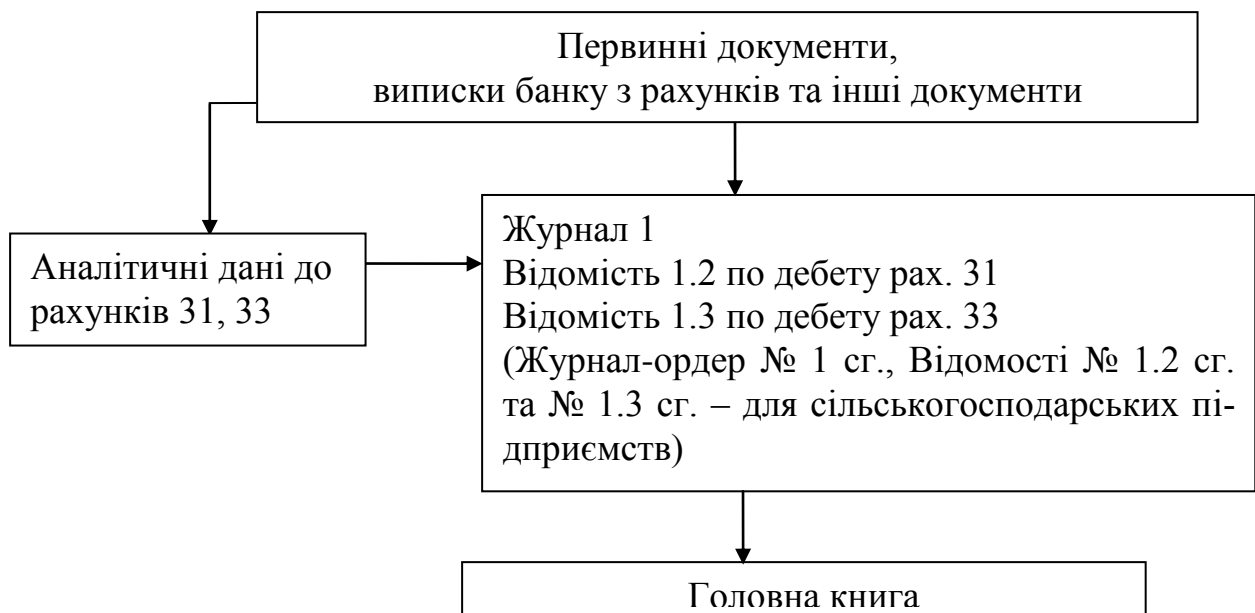 Первинні документи,
виписки банку з рахунків та інші документи
Аналітичні дані до
рахунків 31, 33
Журнал 1
Відомість 1.2 по дебету рах. 31
Відомість 1.3 по дебету рах. 33
(Журнал-ордер № 1 сг., Відомості № 1.2 сг.
та № 1.3 сг. – для сільськогосподарських пі-
дприємств)
Головна книга